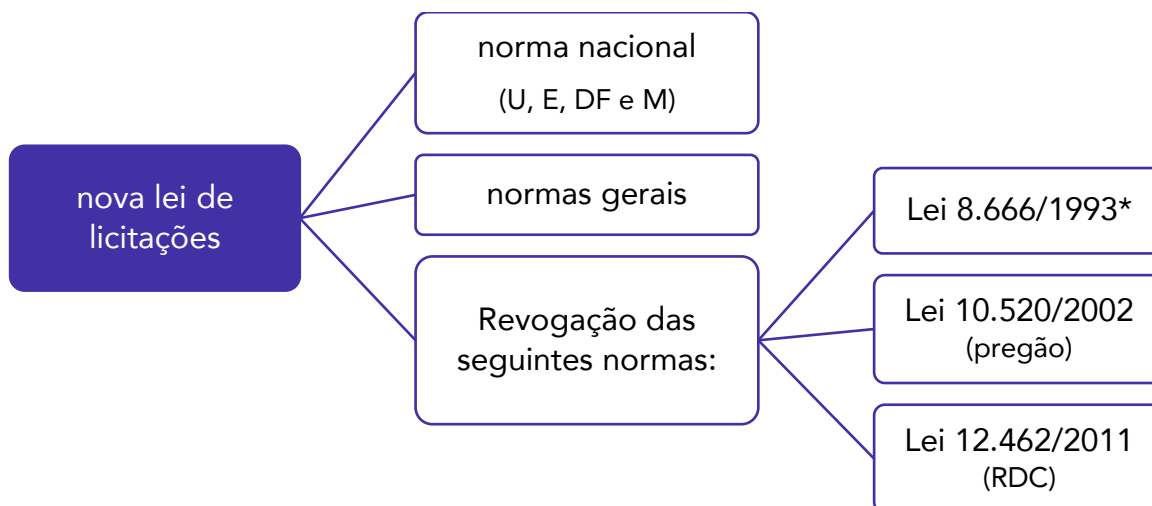 nova lei de
licitações
norma nacional
(U, E, DF e M)
normas gerais
Revogação das
seguintes normas:
Lei 8.666/1993*
Lei 10.520/2002
(pregão)
Lei 12.462/2011
(RDC)